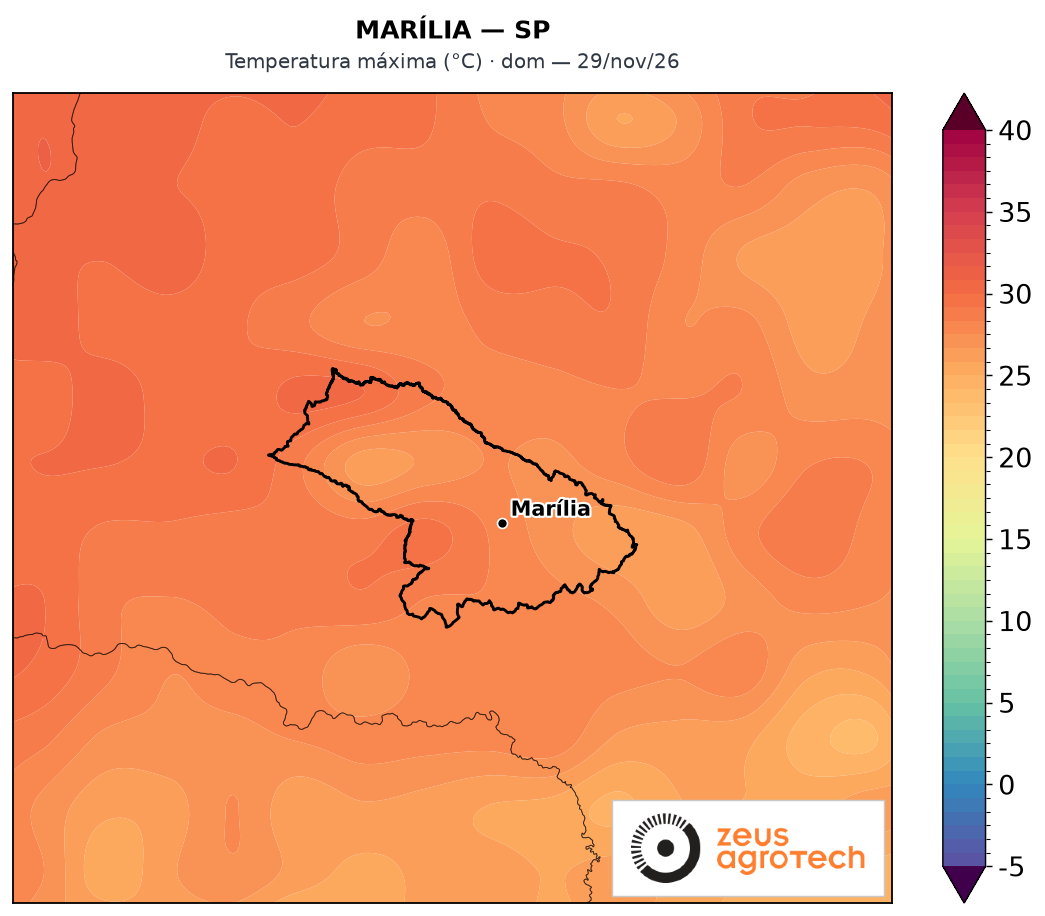 MARÍLIA — SP
Temperatura máxima (°C) · dom — 29/nov/26
Marília
40
35
30
25
20
15
10
5
0
-5
zeus
agrotech